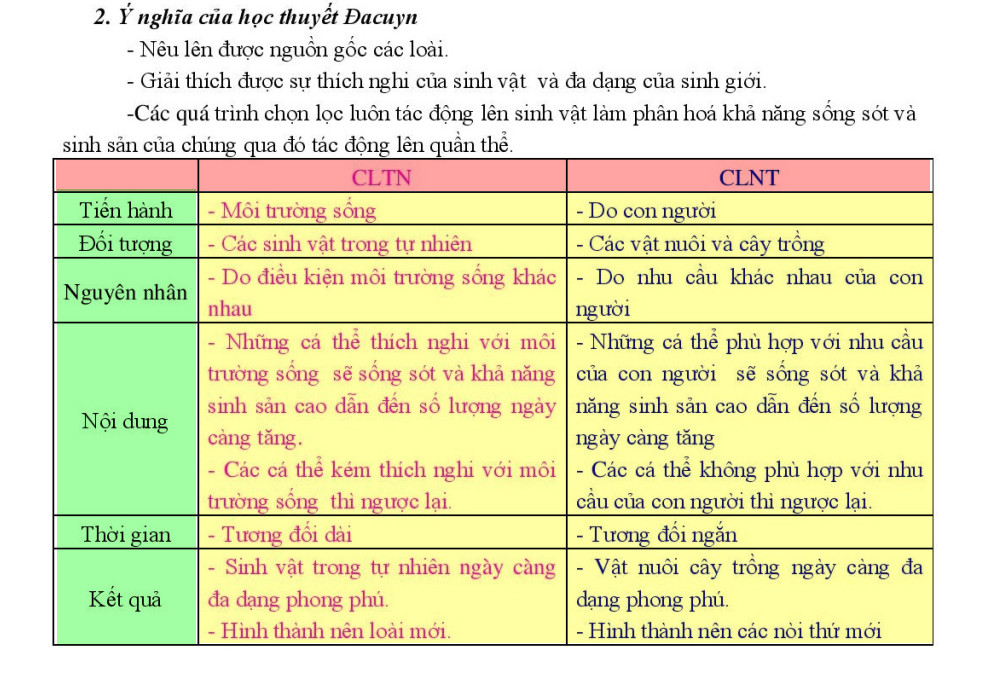 2. Ý nghĩa của học thuyết Đacuyn
- Nêu lên được nguồn gốc các loài.
- Giải thích được sự thích nghi của sinh vật và đa dạng của sinh giới.
-Các quá trình chọn lọc luôn tác động lên sinh vật làm phân hoá khả năng sống sót và
sinh sản của chúng qua đó tác động lên quần thể.
CLTN
CLNT
Tiến hành
- Môi trường sống
- Do con người
Đối tượng
- Các sinh vật trong tự nhiên
- Các vật nuôi và cây trồng
Nguyên nhân
- Do điều kiện môi trường sống khác
nhau
- Do nhu cầu khác nhau của con
người
Nội dung
- Những cá thể thích nghi với môi
trường sống sẽ sống sót và khả năng
sinh sản cao dẫn đến số lượng ngày
càng tăng.
- Các cá thể kém thích nghi với môi
trường sống thì ngược lại.
- Những cá thể phù hợp với nhu cầu
của con người sẽ sống sót và khả
năng sinh sản cao dẫn đến số lượng
ngày càng tăng
- Các cá thể không phù hợp với nhu
cầu của con người thì ngược lại.
Thời gian
- Tương đối dài
- Tương đối ngắn
Kết quả
- Sinh vật trong tự nhiên ngày càng
đa dạng phong phú.
- Hình thành nên loài mới.
- Vật nuôi cây trồng ngày càng đa
dạng phong phú.
- Hình thành nên các nòi thứ mới